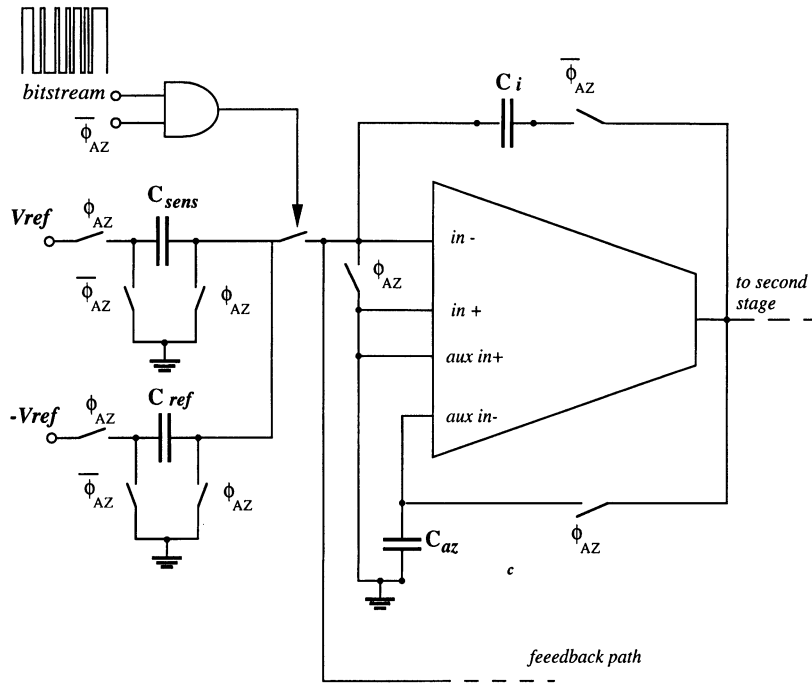 bitstream
ϕ̅AZ
Vref
ϕAZ
Csens
ϕ̅AZ
ϕAZ
-Vref
ϕAZ
Cref
ϕ̅AZ
ϕAZ
Ci
ϕ̅AZ
ϕAZ
in -
in +
aux in+
aux in-
to second
stage
ϕAZ
Caz
c
feeedback path